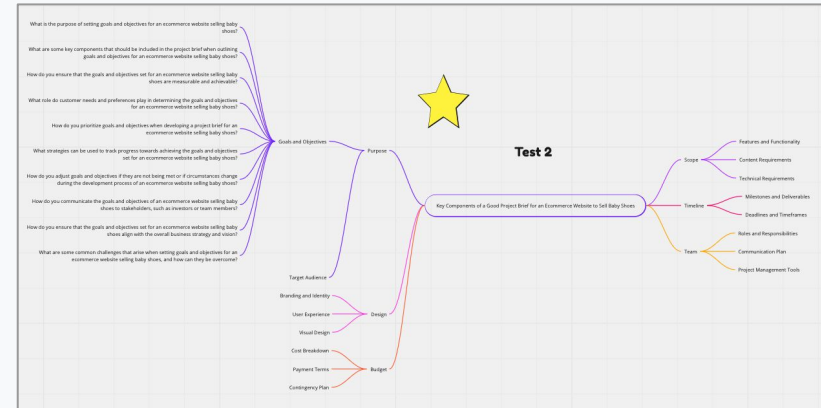 What is the purpose of setting goals and objectives for an ecommerce website selling baby
shoes?
What are some key components that should be included in the project brief when outlining
goals and objectives for an ecommerce website selling baby shoes?
How do you ensure that the goals and objectives set for an ecommerce website selling baby
shoes are measurable and achievable?
What role do customer needs and preferences play in determining the goals and objectives
for an ecommerce website selling baby shoes?
How do you prioritize goals and objectives when developing a project brief for an
ecommerce website selling baby shoes?
What strategies can be used to track progress towards achieving the goals and objectives
set for an ecommerce website selling baby shoes?
How do you adjust goals and objectives if they are not being met or if circumstances change
during the development process of an ecommerce website selling baby shoes?
How do you communicate the goals and objectives of an ecommerce website selling baby
shoes to stakeholders, such as investors or team members?
How do you ensure that the goals and objectives set for an ecommerce website selling baby
shoes align with the overall business strategy and vision?
What are some common challenges that arise when setting goals and objectives for an
ecommerce website selling baby shoes, and how can they be overcome?
Goals and Objectives
Purpose
Target Audience
Branding and Identity
User Experience
Visual Design
Design
Cost Breakdown
Payment Terms
Contingency Plan
Budget
Test 2
Key Components of a Good Project Brief for an Ecommerce Website to Sell Baby Shoes
Scope
Features and Functionality
Content Requirements
Technical Requirements
Timeline
Milestones and Deliverables
Deadlines and Timeframes
Team
Roles and Responsibilities
Communication Plan
Project Management Tools